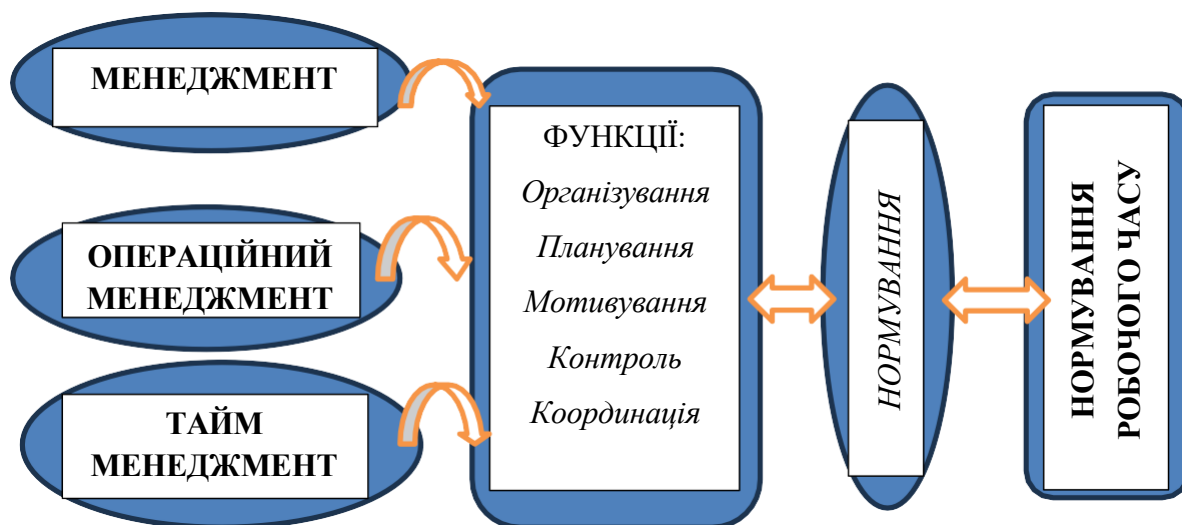 МЕНЕДЖМЕНТ
ОПЕРАЦІЙНИЙ
МЕНЕДЖМЕНТ
ТАЙМ
МЕНЕДЖМЕНТ
ФУНКЦІЇ:
Організування
Планування
Мотивування
Контроль
Координація
НОРМУВАННЯ
НОРМУВАННЯ
РОБОЧОГО ЧАСУ